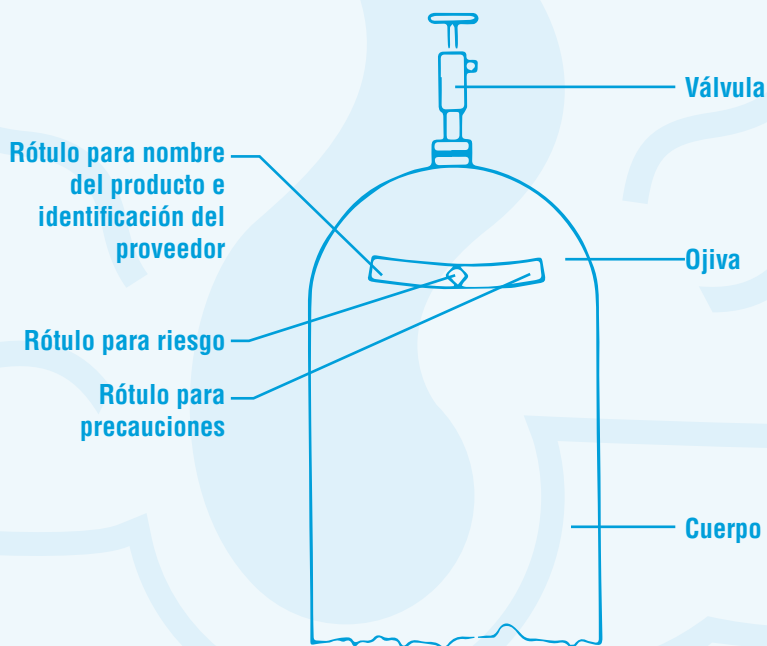 Válvula
Rótulo para nombre
del producto e
identificación del
proveedor
Ojiva
Rótulo para riesgo
Rótulo para
precauciones
Cuerpo